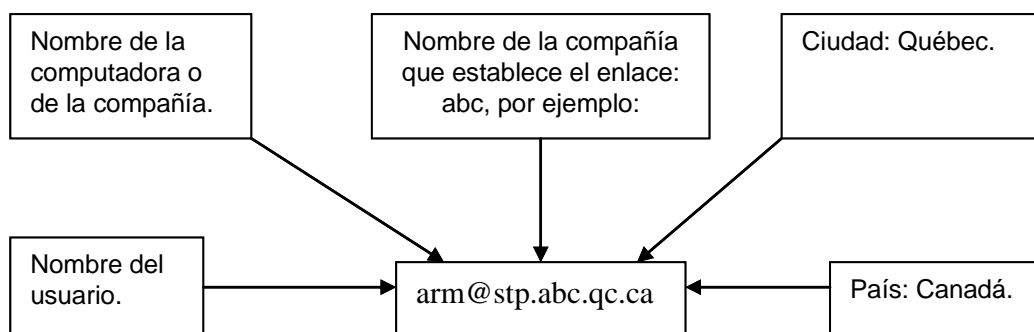 Nombre de la
computadora o
de la compañía.
Nombre de la compañía
que establece el enlace:
abc, por ejemplo:
Ciudad: Québec.
Nombre del
usuario.
arm@stp.abc.qc.ca
País: Canadá.